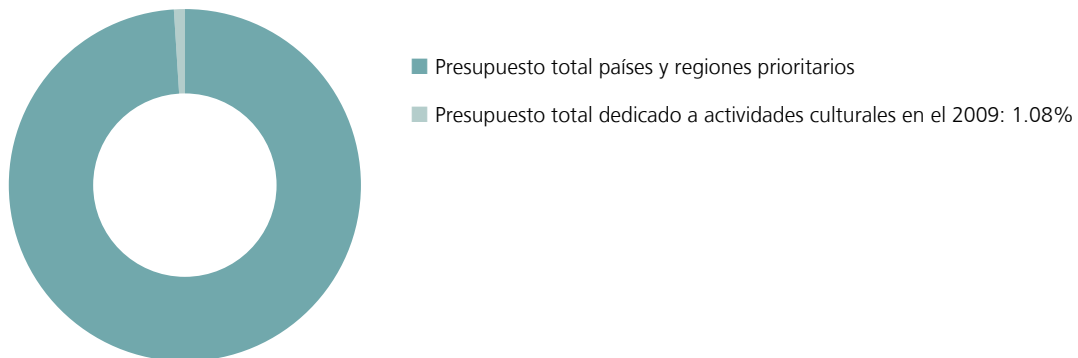 Presupuesto total países y regiones prioritarios
Presupuesto total dedicado a actividades culturales en el 2009: 1.08%